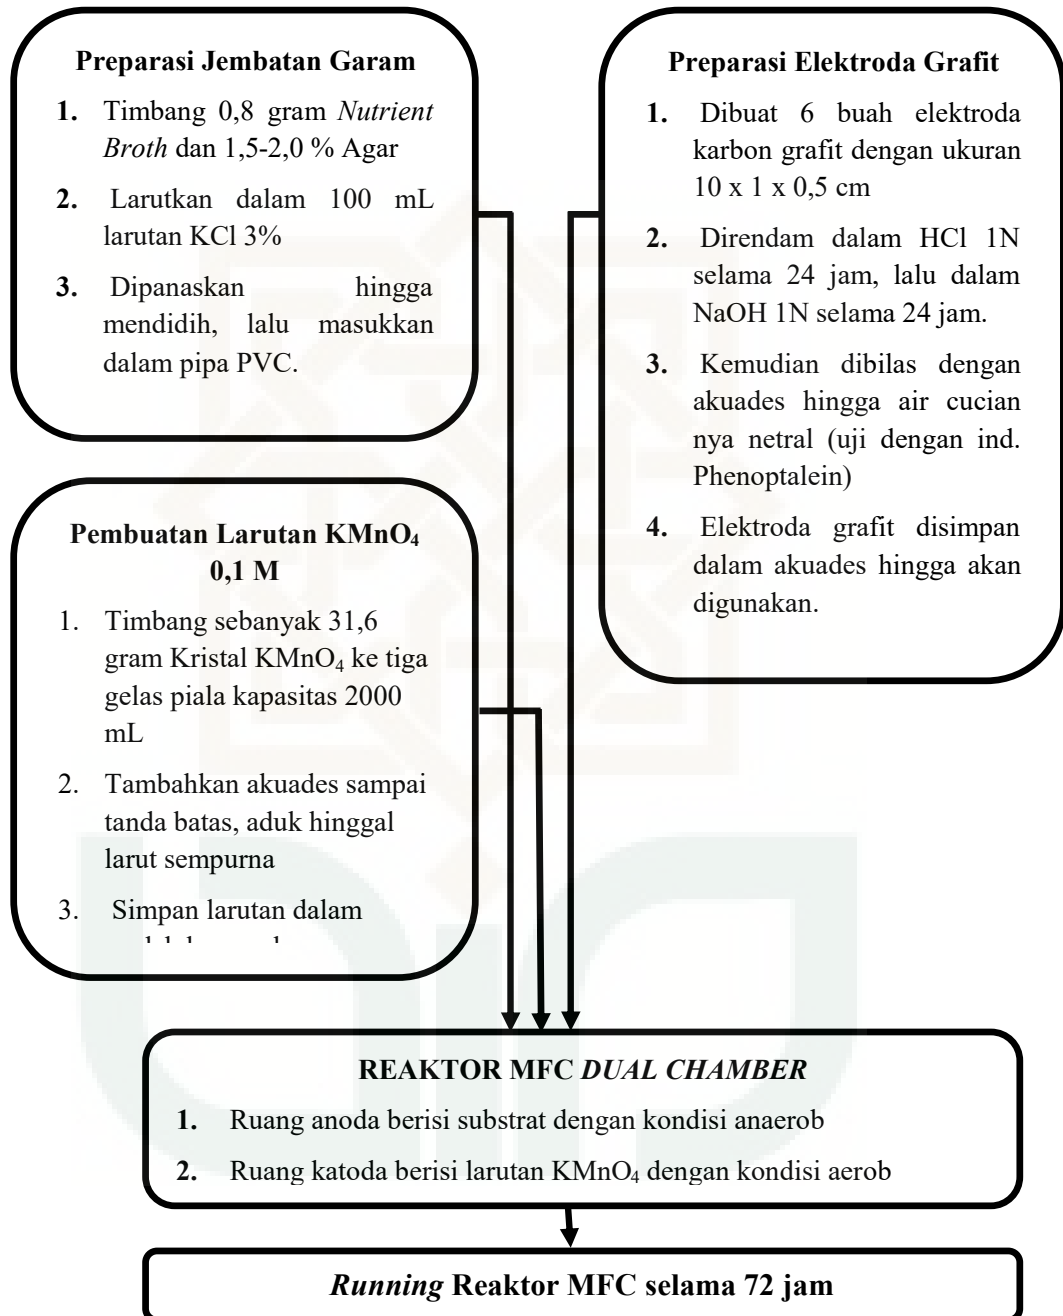 Preparasi Jembatan Garam
1. Timbang 0,8 gram Nutrient
Broth dan 1,5-2,0 % Agar
2. Larutkan dalam 100 mL
larutan KCl 3%
3. Dipanaskan hingga
mendidih, lalu masukkan
dalam pipa PVC.
Pembuatan Larutan KMnO₄
0,1 M
1. Timbang sebanyak 31,6
gram Kristal KMnO₄ ke tiga
gelas piala kapasitas 2000
mL
2. Tambahkan akuades sampai
tanda batas, aduk hinggal
larut sempurna
3. Simpan larutan dalam
Preparasi Elektroda Grafit
1. Dibuat 6 buah elektroda
karbon grafit dengan ukuran
10 x 1 x 0,5 cm
2. Direndam dalam HCl 1N
selama 24 jam, lalu dalam
NaOH 1N selama 24 jam.
3. Kemudian dibilas dengan
akuades hingga air cucian
nya netral (uji dengan ind.
Phenoptalein)
4. Elektroda grafit disimpan
dalam akuades hingga akan
digunakan.
REAKTOR MFC DUAL CHAMBER
1. Ruang anoda berisi substrat dengan kondisi anaerob
2. Ruang katoda berisi larutan KMnO₄ dengan kondisi aerob
Running Reaktor MFC selama 72 jam